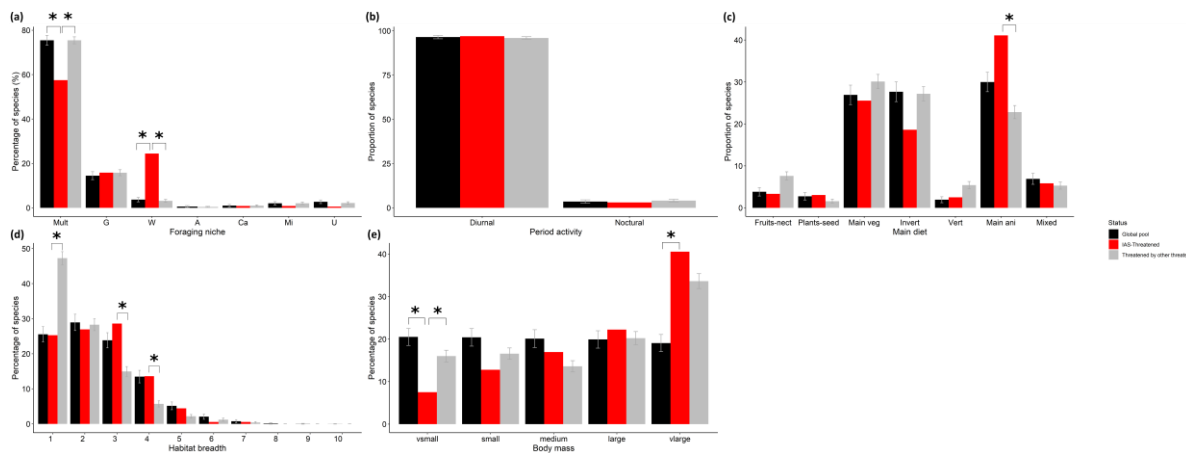 (a)
* *
* *
80
60
40
20
0
Percentage of species (%)
Mult G W A Ca Mi U
Foraging niche
(b)
100
75
50
25
0
Proportion of species
Diurnal Noctural
Period activity
(c)
*
40
30
20
10
0
Proportion of species
Fruits-nect Plants-seed Main veg Invert Vert Main ani Mixed
Main diet
Status
Global pool
IAS-Threatened
Threatened by other threats
(d)
*
*
*
50
40
30
20
10
0
Percentage of species
1 2 3 4 5 6 7 8 9 10
Habitat breadth
(e)
*
* *
40
30
20
10
0
Percentage of species
vsmall small medium large vlarge
Body mass